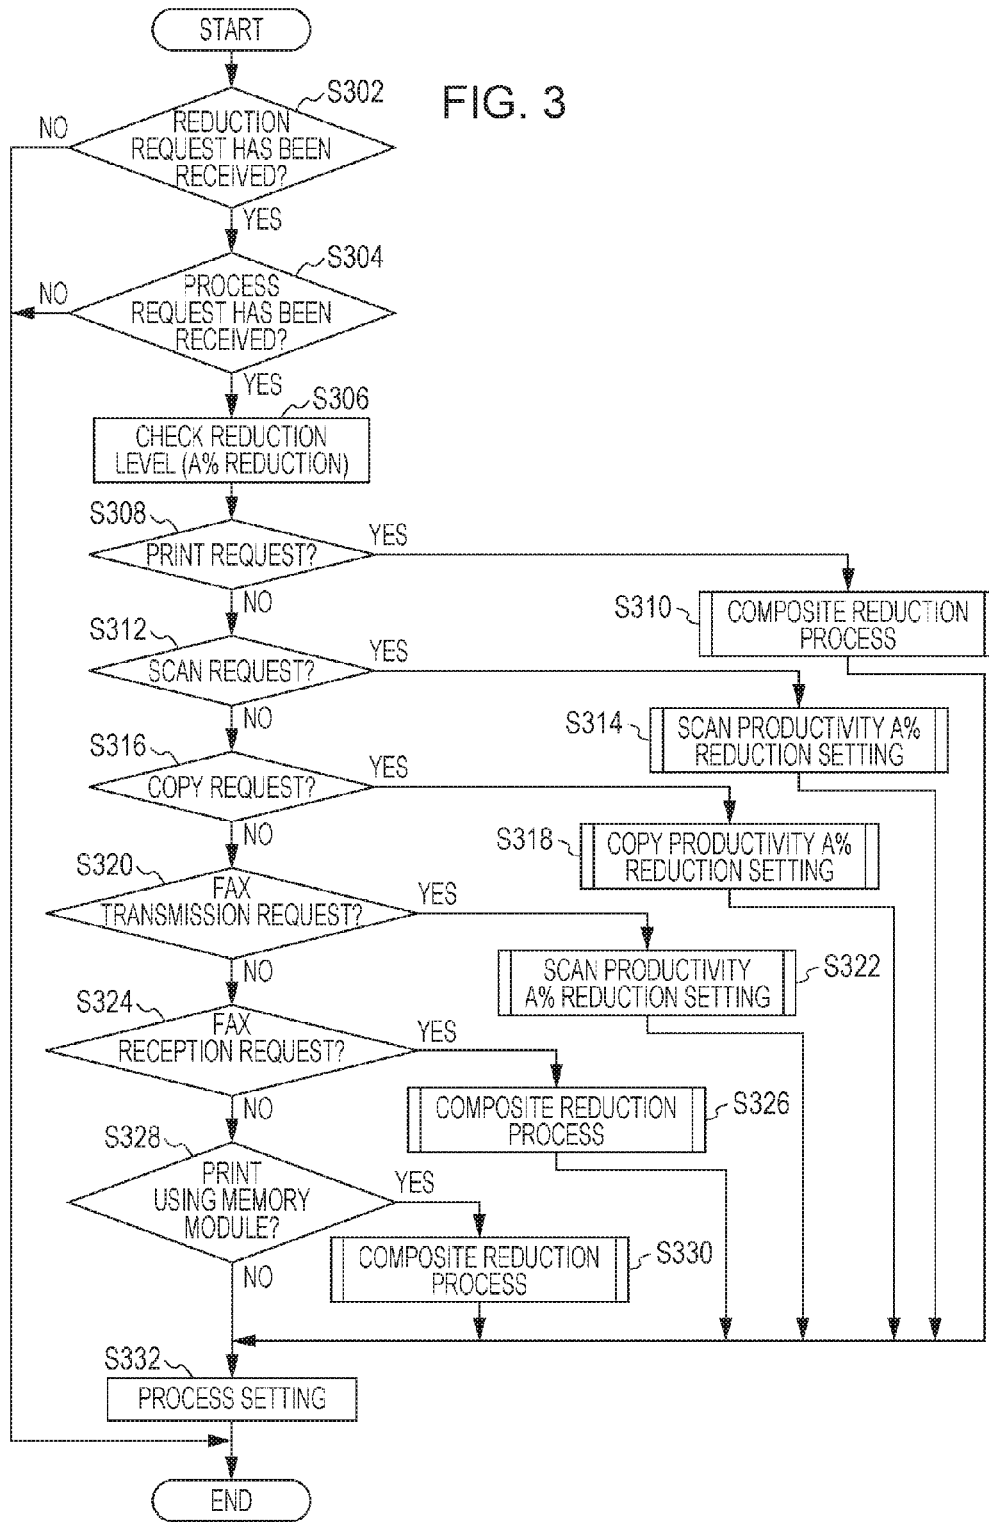 START
FIG. 3
S302
REDUCTION
REQUEST HAS BEEN
RECEIVED?
NO
YES
S304
PROCESS
REQUEST HAS BEEN
RECEIVED?
NO
YES
S306
CHECK REDUCTION
LEVEL (A% REDUCTION)
S308
PRINT REQUEST?
YES
NO
S310
COMPOSITE REDUCTION
PROCESS
S312
SCAN REQUEST?
YES
NO
S314
SCAN PRODUCTIVITY A%
REDUCTION SETTING
S316
COPY REQUEST?
YES
NO
S318
COPY PRODUCTIVITY A%
REDUCTION SETTING
S320
FAX
TRANSMISSION REQUEST?
YES
NO
SCAN PRODUCTIVITY
A% REDUCTION SETTING
S322
S324
FAX
RECEPTION REQUEST?
YES
NO
COMPOSITE REDUCTION
PROCESS
S326
S328
PRINT
USING MEMORY
MODULE?
YES
NO
COMPOSITE REDUCTION
PROCESS
S330
S332
PROCESS SETTING
END